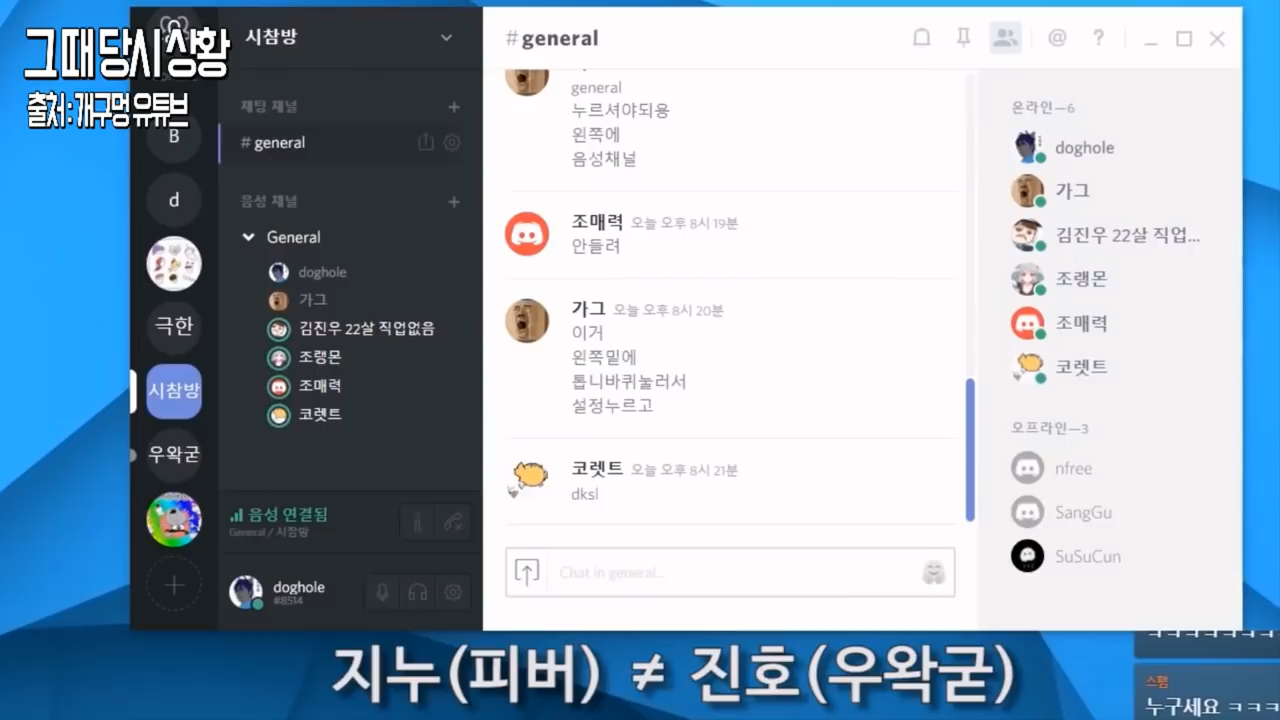 그때 당시 상황
출처 : 개구멍 유튜브
B
d
극한
시참방
우왁굳
시참방
채팅 채널
#general
음성 채널
General
doghole
가그
김진우 22살 직업없음
조랭몬
조매력
코렛트
음성 연결됨
General / 시참방
doghole
#8514
#general
general
누르셔야되용
왼쪽에
음성채널
조매력 오늘 오후 8시 19분
안들려
가그 오늘 오후 8시 20분
이거
왼쪽밑에
톱니바퀴눌러서
설정누르고
코렛트 오늘 오후 8시 21분
dksl
Chat in general...
온라인—6
doghole
가그
김진우 22살 직업...
조랭몬
조매력
코렛트
오프라인—3
nfree
SangGu
SuSuCun
지누(피버) ≠ 진호(우왁굳)
스팸
누구세요 ㅋㅋㅋ